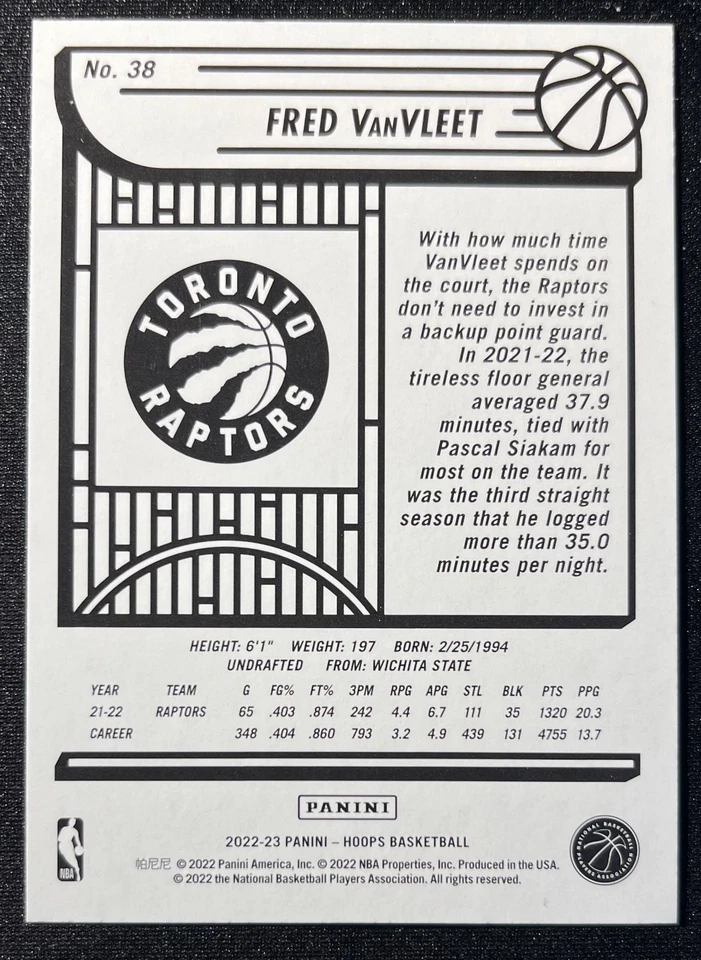 No. 38
FRED VANVLEET
TORONTO
RAPTORS
With how much time
VanVleet spends on
the court, the Raptors
don't need to invest in
a backup point guard.
In 2021-22, the
tireless floor general
averaged 37.9
minutes, tied with
Pascal Siakam for
most on the team. It
was the third straight
season that he logged
more than 35.0
minutes per night.
HEIGHT: 6'1" WEIGHT: 197 BORN: 2/25/1994
UNDRAFTED FROM: WICHITA STATE
YEAR TEAM G FG% FT% 3PM RPG APG STL BLK PTS PPG
21-22 RAPTORS 65 .403 .874 242 4.4 6.7 111 35 1320 20.3
CAREER 348 .404 .860 793 3.2 4.9 439 131 4755 13.7
PANINI
2022-23 PANINI – HOOPS BASKETBALL
帕尼尼 © 2022 Panini America, Inc. © 2022 NBA Properties, Inc. Produced in the USA.
© 2022 the National Basketball Players Association. All rights reserved.
NBA
NATIONAL BASKETBALL
PLAYERS ASSOCIATION